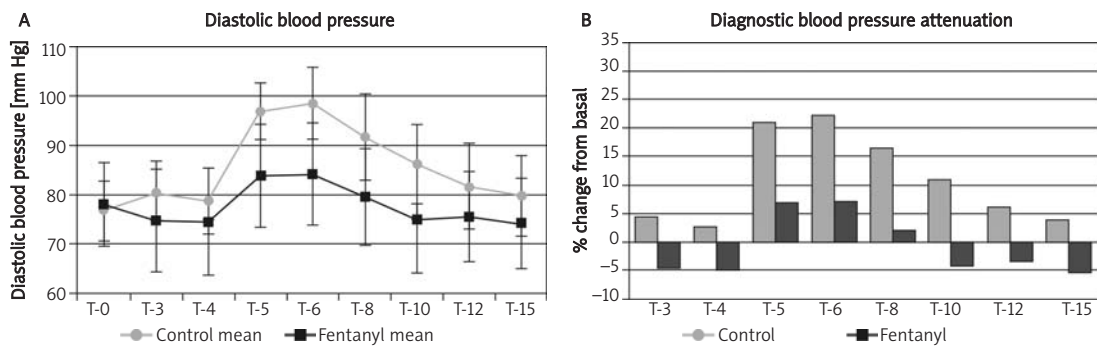 A
Diastolic blood pressure
Diastolic blood pressure [mm Hg]
110
100
90
80
70
60
T-0 T-3 T-4 T-5 T-6 T-8 T-10 T-12 T-15
Control mean Fentanyl mean
B
Diagnostic blood pressure attenuation
% change from basal
35
30
25
20
15
10
5
0
–5
–10
T-3 T-4 T-5 T-6 T-8 T-10 T-12 T-15
Control Fentanyl